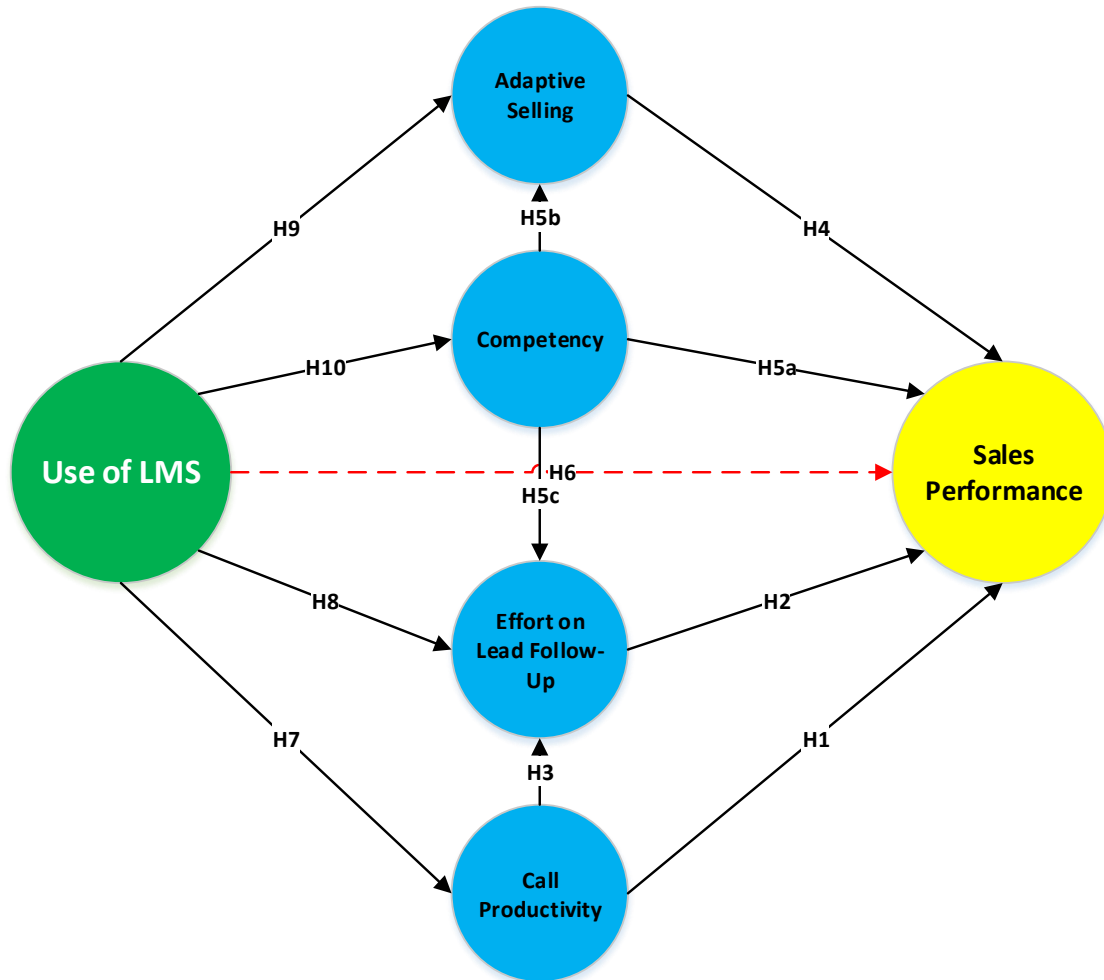 Adaptive
Selling
H5b
H9
H4
Competency
H10
H5a
Use of LMS
H6
Sales
Performance
H5c
H8
H2
Effort on
Lead Follow-
Up
H7
H1
H3
Call
Productivity